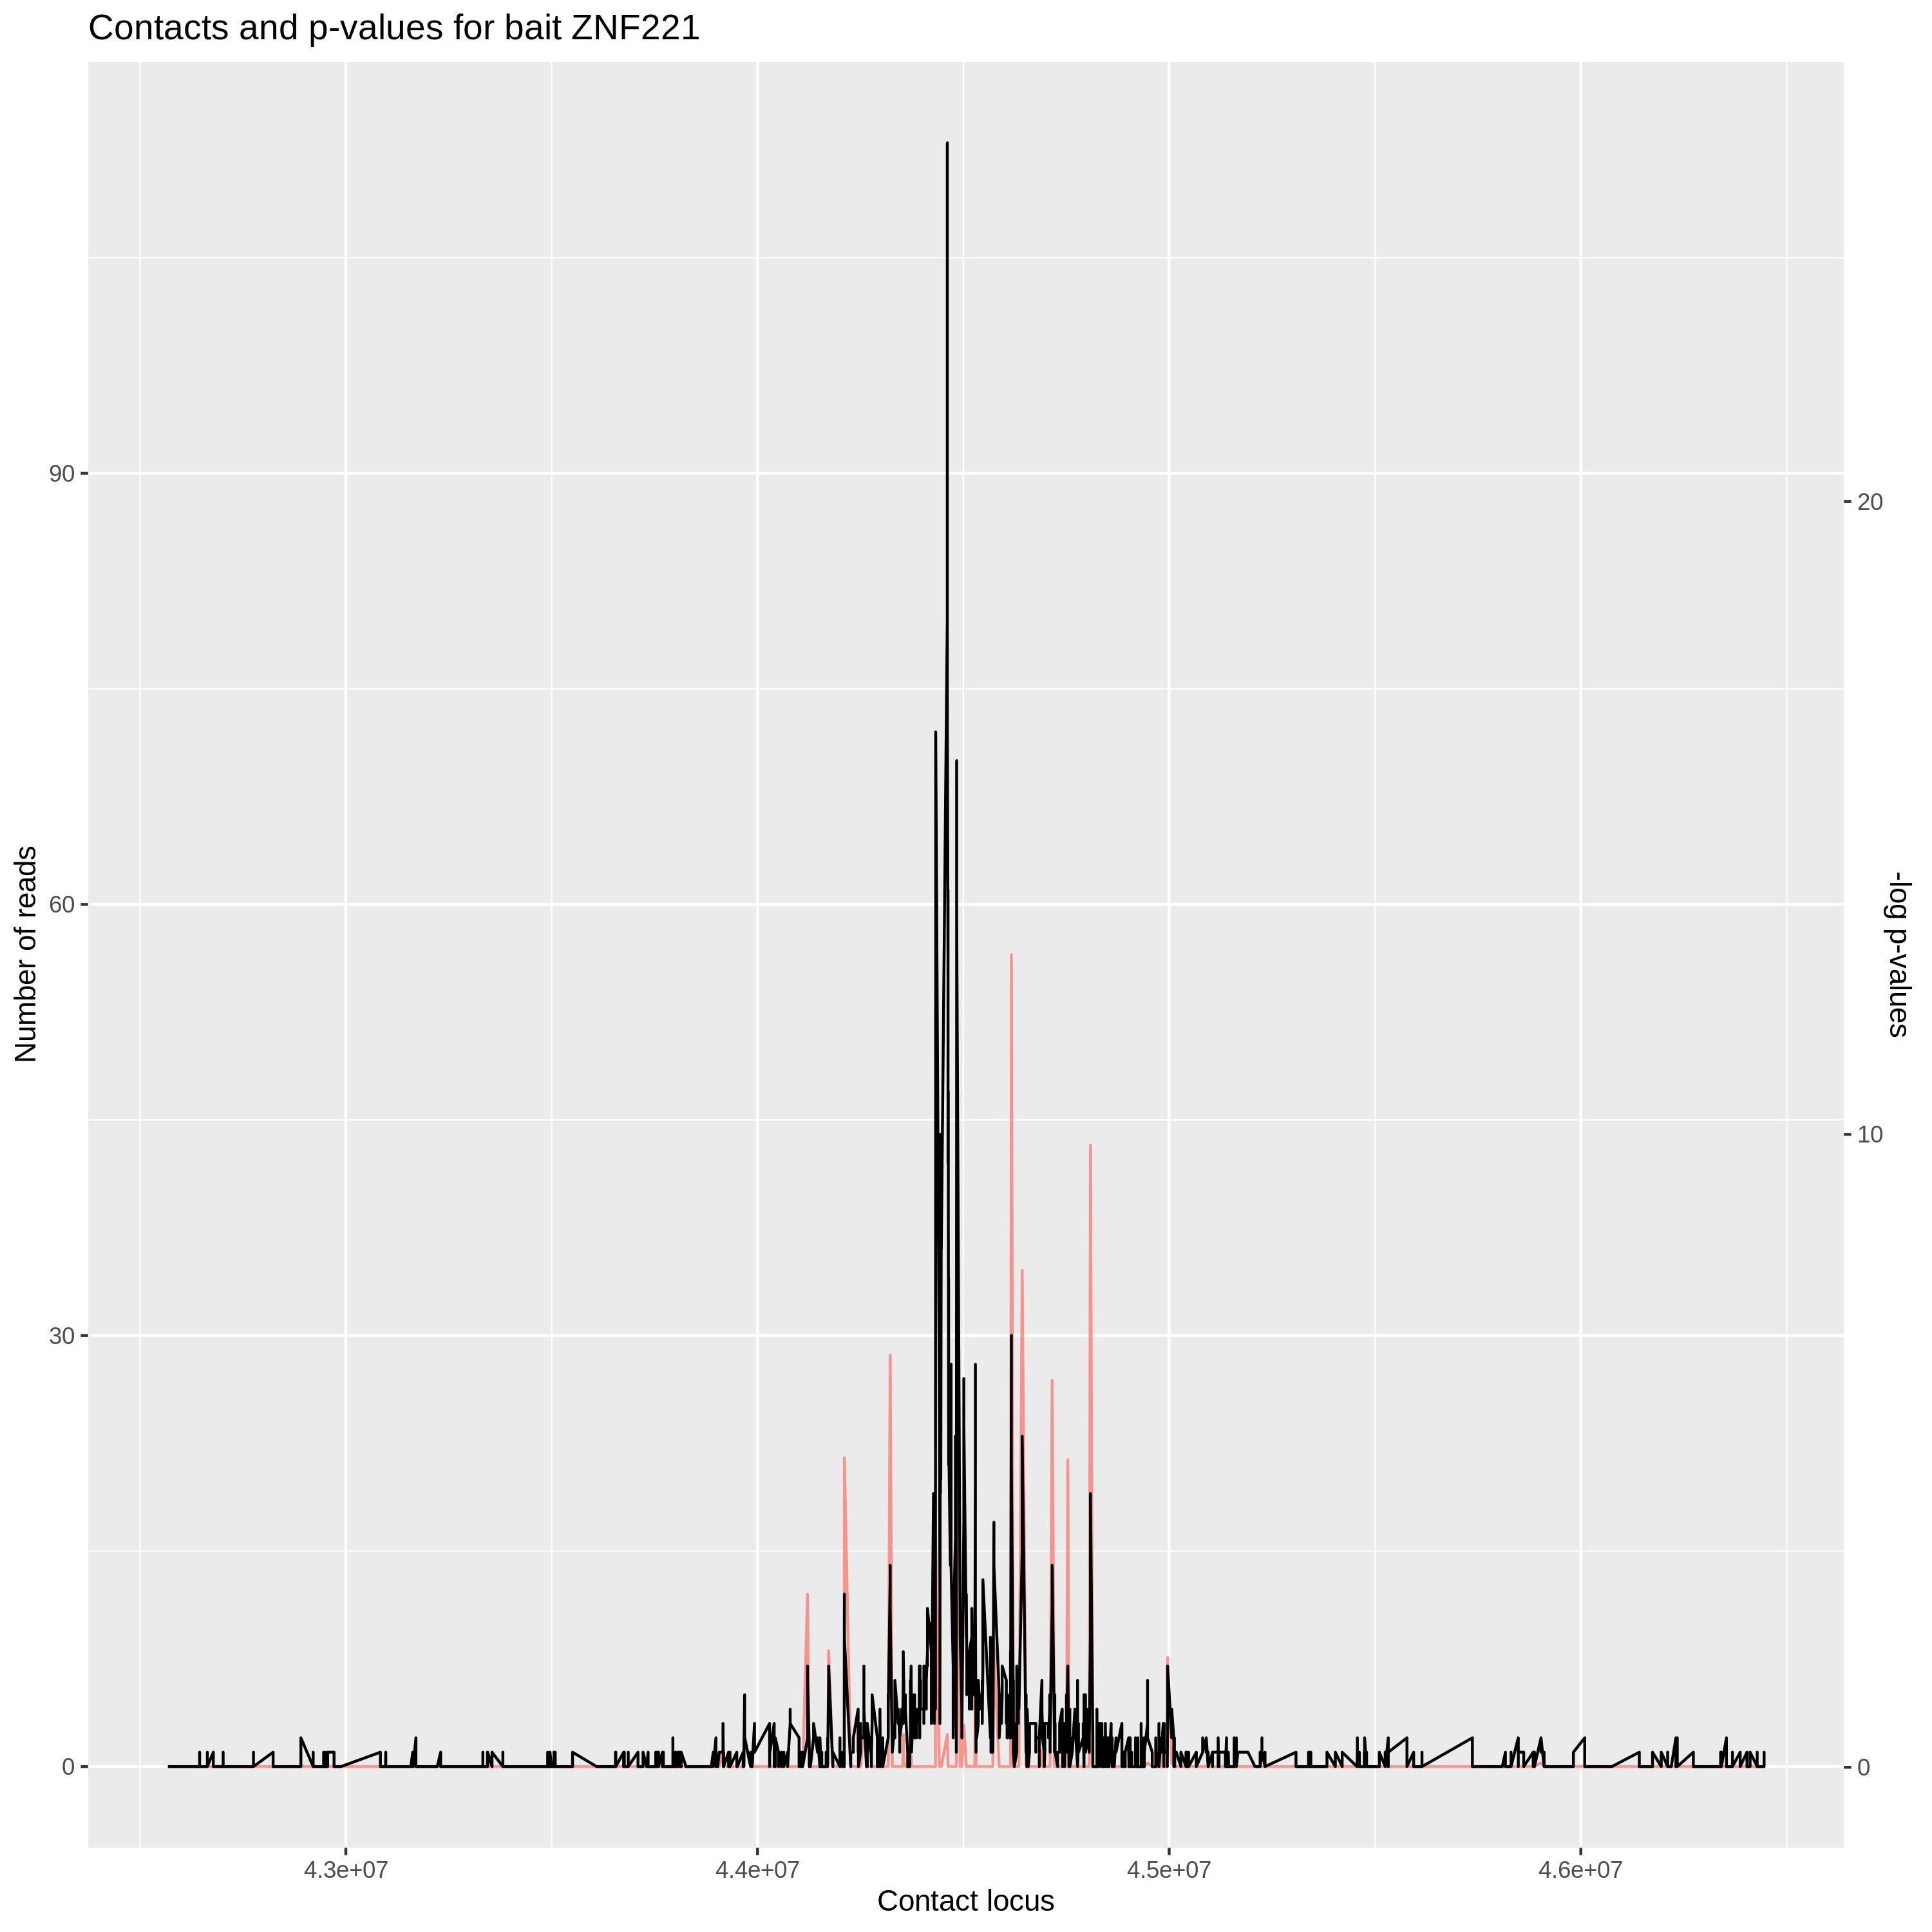 Contacts and p-values for bait ZNF221
Number of reads
90
60
30
0
20
10
0
-log p-values
4.3e+07
4.4e+07
4.5e+07
4.6e+07
Contact locus